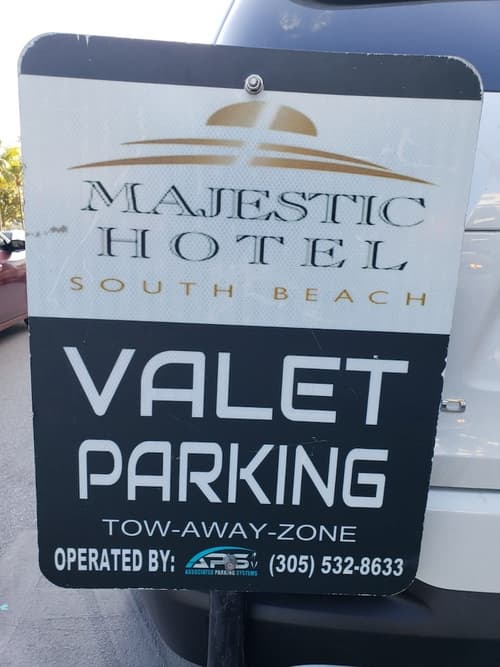 MAJESTIC
HOTEL
SOUTH BEACH
VALET
PARKING
TOW-AWAY-ZONE
OPERATED BY: APS (305) 532-8633
ASSOCIATED PARKING SYSTEMS